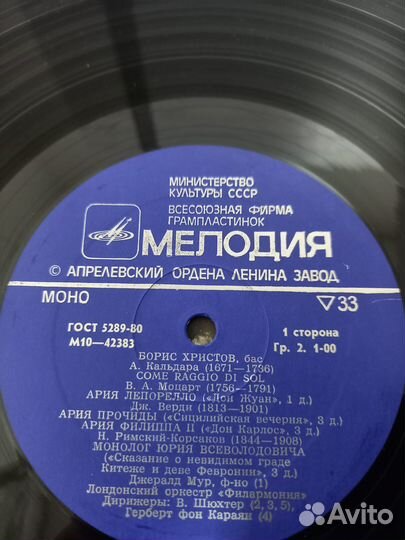 МИНИСТЕРСТВО
КУЛЬТУРЫ СССР
ВСЕСОЮЗНАЯ ФИРМА
ГРАМПЛАСТИНОК
МЕЛОДИЯ
© АПРЕЛЕВСКИЙ ОРДЕНА ЛЕНИНА ЗАВОД
МОНО ▽33
ГОСТ 5289-80 1 сторона
М10—42383 Гр. 2. 1-00
БОРИС ХРИСТОВ, бас
А. Кальдара (1671—1736)
COME RAGGIO DI SOL
В. А. Моцарт (1756—1791)
АРИЯ ЛЕПОРЕЛЛО («Дон Жуан», 1 д.)
Дж. Верди (1813—1901)
АРИЯ ПРОЧИДЫ («Сицилийская вечерня», 3 д.)
АРИЯ ФИЛИППА II («Дон Карлос», 3 д.)
Н. Римский-Корсаков (1844—1908)
МОНОЛОГ ЮРИЯ ВСЕВОЛОДОВИЧА
(«Сказание о невидимом граде
Китеже и деве Февронии», 3 д.)
Джералд Мур, ф-но (1)
Лондонский оркестр «Филармония»
Дирижеры: В. Шюхтер (2, 3, 5),
Герберт фон Караян (4)
Avito